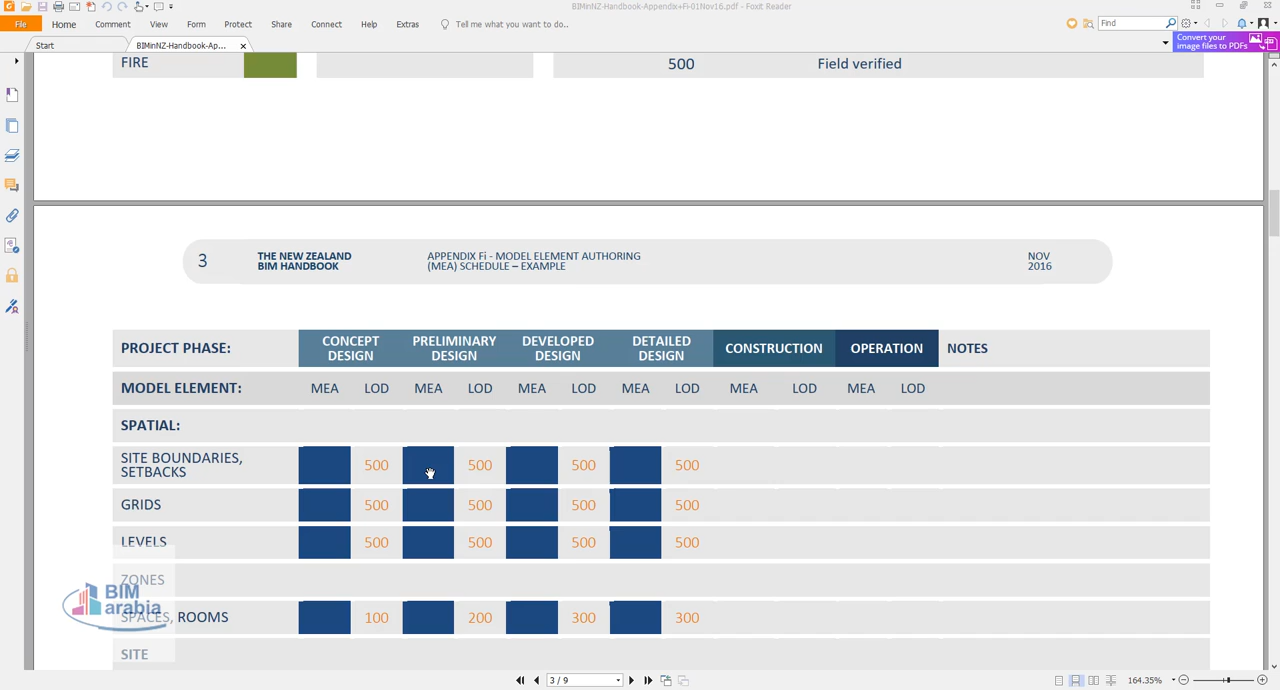 BIMinNZ-Handbook-Appendix+Fi-01Nov16.pdf - Foxit Reader
File Home Comment View Form Protect Share Connect Help Extras Tell me what you want to do.. Find
Start BIMinNZ-Handbook-Ap...
Convert your
image files to PDFs
FIRE 500 Field verified
3 THE NEW ZEALAND
BIM HANDBOOK
APPENDIX Fi - MODEL ELEMENT AUTHORING
(MEA) SCHEDULE – EXAMPLE
NOV
2016
PROJECT PHASE: CONCEPT DESIGN PRELIMINARY DESIGN DEVELOPED DESIGN DETAILED DESIGN CONSTRUCTION OPERATION NOTES
MODEL ELEMENT: MEA LOD MEA LOD MEA LOD MEA LOD MEA LOD MEA LOD
SPATIAL:
SITE BOUNDARIES,
SETBACKS 500 500 500 500
GRIDS 500 500 500 500
LEVELS 500 500 500 500
ZONES
SPACES, ROOMS 100 200 300 300
SITE
BIM
arabia
3 / 9 164.35%